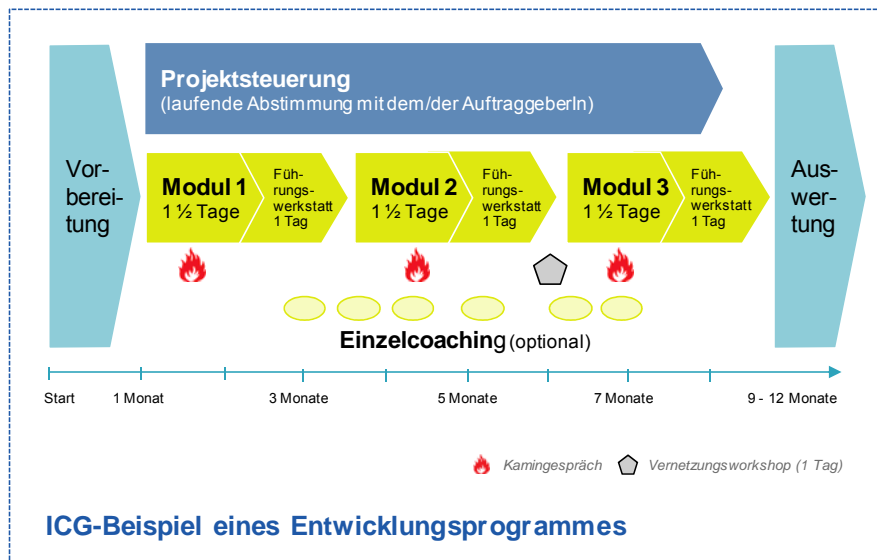 Projektsteuerung
(laufende Abstimmung mit dem/der AuftraggeberIn)
Vor-
bereit-
tung
Modul 1
1 ½ Tage
Füh-
rungs-
werkstatt
1 Tag
Modul 2
1 ½ Tage
Füh-
rungs-
werkstatt
1 Tag
Modul 3
1 ½ Tage
Füh-
rungs-
werkstatt
1 Tag
Aus-
wer-
tung
Einzelcoaching (optional)
Start
1 Monat
3 Monate
5 Monate
7 Monate
9 - 12 Monate
Kamingespräch
Vernetzungsworkshop (1 Tag)
ICG-Beispiel eines Entwicklungsprogrammes